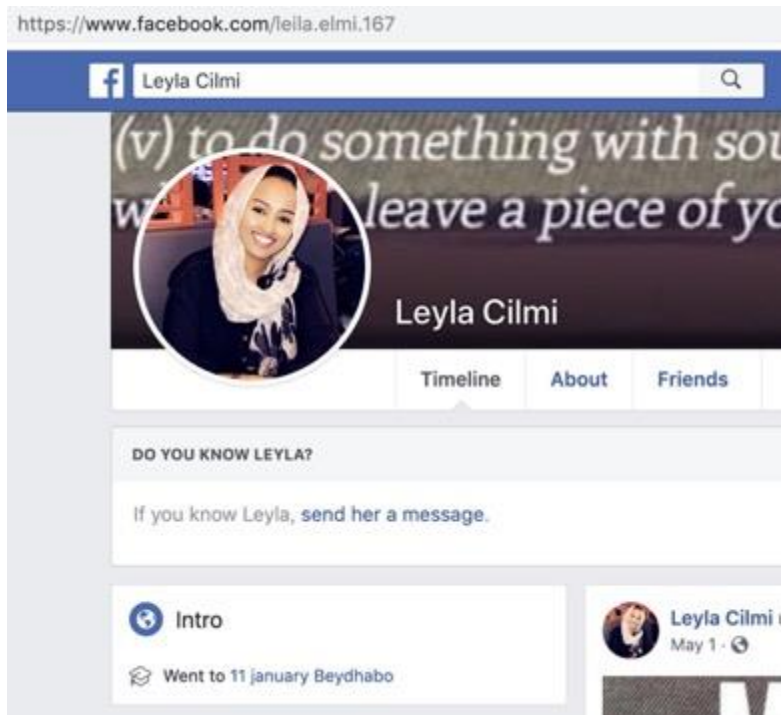 https://www.facebook.com/leila.elmi.167
f Leyla Cilmi
(v) to do something with
leave a piece of
Leyla Cilmi
Timeline About Friends
DO YOU KNOW LEYLA?
If you know Leyla, send her a message.
Intro
Went to 11 january Beydhabo
Leyla Cilmi
May 1 ·